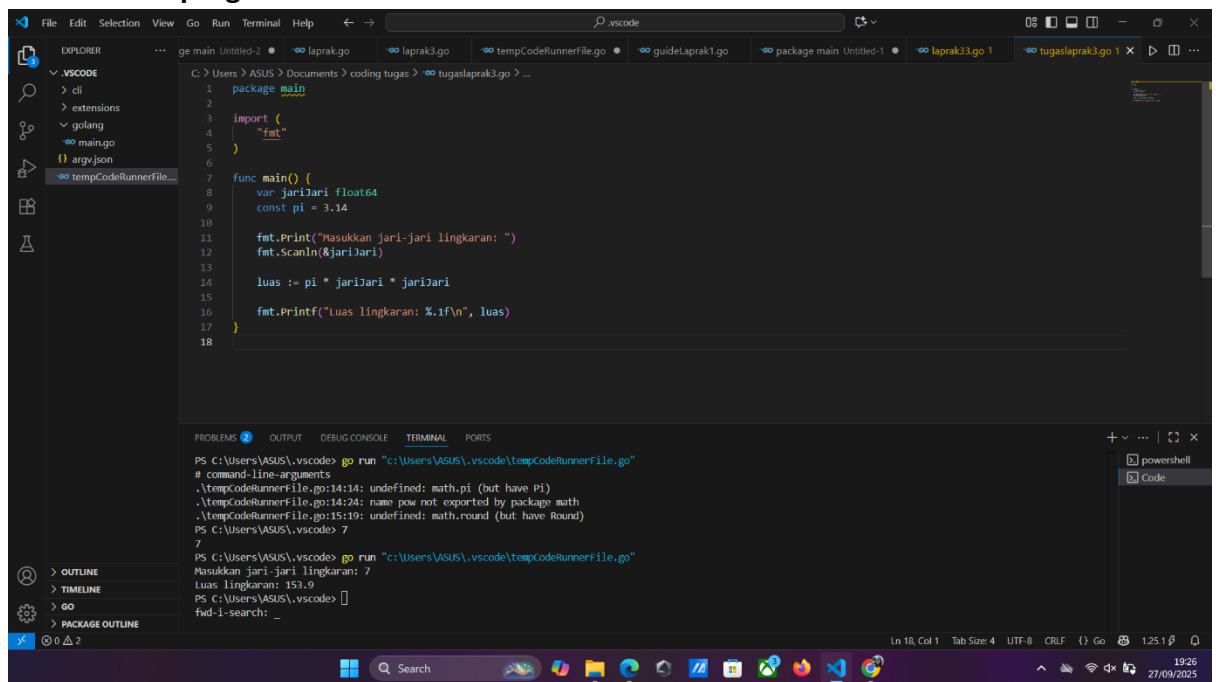 File Edit Selection View Go Run Terminal Help .vscode
EXPLORER
ge main Untitled-2 laprak.go laprak3.go tempCodeRunnerFile.go guideLaprak1.go package main Untitled-1 laprak33.go 1 tugaslaprak3.go 1
.VSCODE
cli
extensions
golang
main.go
argv.json
tempCodeRunnerFile....
C: > Users > ASUS > Documents > coding tugas > tugaslaprak3.go > ...
1 package main
2
3 import (
4 "fmt"
5 )
6
7 func main() {
8 var jariJari float64
9 const pi = 3.14
10
11 fmt.Print("Masukkan jari-jari lingkaran: ")
12 fmt.Scanln(&jariJari)
13
14 luas := pi * jariJari * jariJari
15
16 fmt.Printf("Luas lingkaran: %.1f\n", luas)
17 }
18
PROBLEMS 2 OUTPUT DEBUG CONSOLE TERMINAL PORTS
PS C:\Users\ASUS\.vscode> go run "c:\Users\ASUS\.vscode\tempCodeRunnerFile.go"
# command-line-arguments
.\tempCodeRunnerFile.go:14:14: undefined: math.pi (but have Pi)
.\tempCodeRunnerFile.go:14:24: name pow not exported by package math
.\tempCodeRunnerFile.go:15:19: undefined: math.round (but have Round)
PS C:\Users\ASUS\.vscode> 7
7
PS C:\Users\ASUS\.vscode> go run "c:\Users\ASUS\.vscode\tempCodeRunnerFile.go"
Masukkan jari-jari lingkaran: 7
Luas lingkaran: 153.9
PS C:\Users\ASUS\.vscode>
fwd-i-search: _
powershell
Code
OUTLINE
TIMELINE
GO
PACKAGE OUTLINE
0 2 Ln 18, Col 1 Tab Size: 4 UTF-8 CRLF {} Go 1.25.1
Search
19:26
27/09/2025